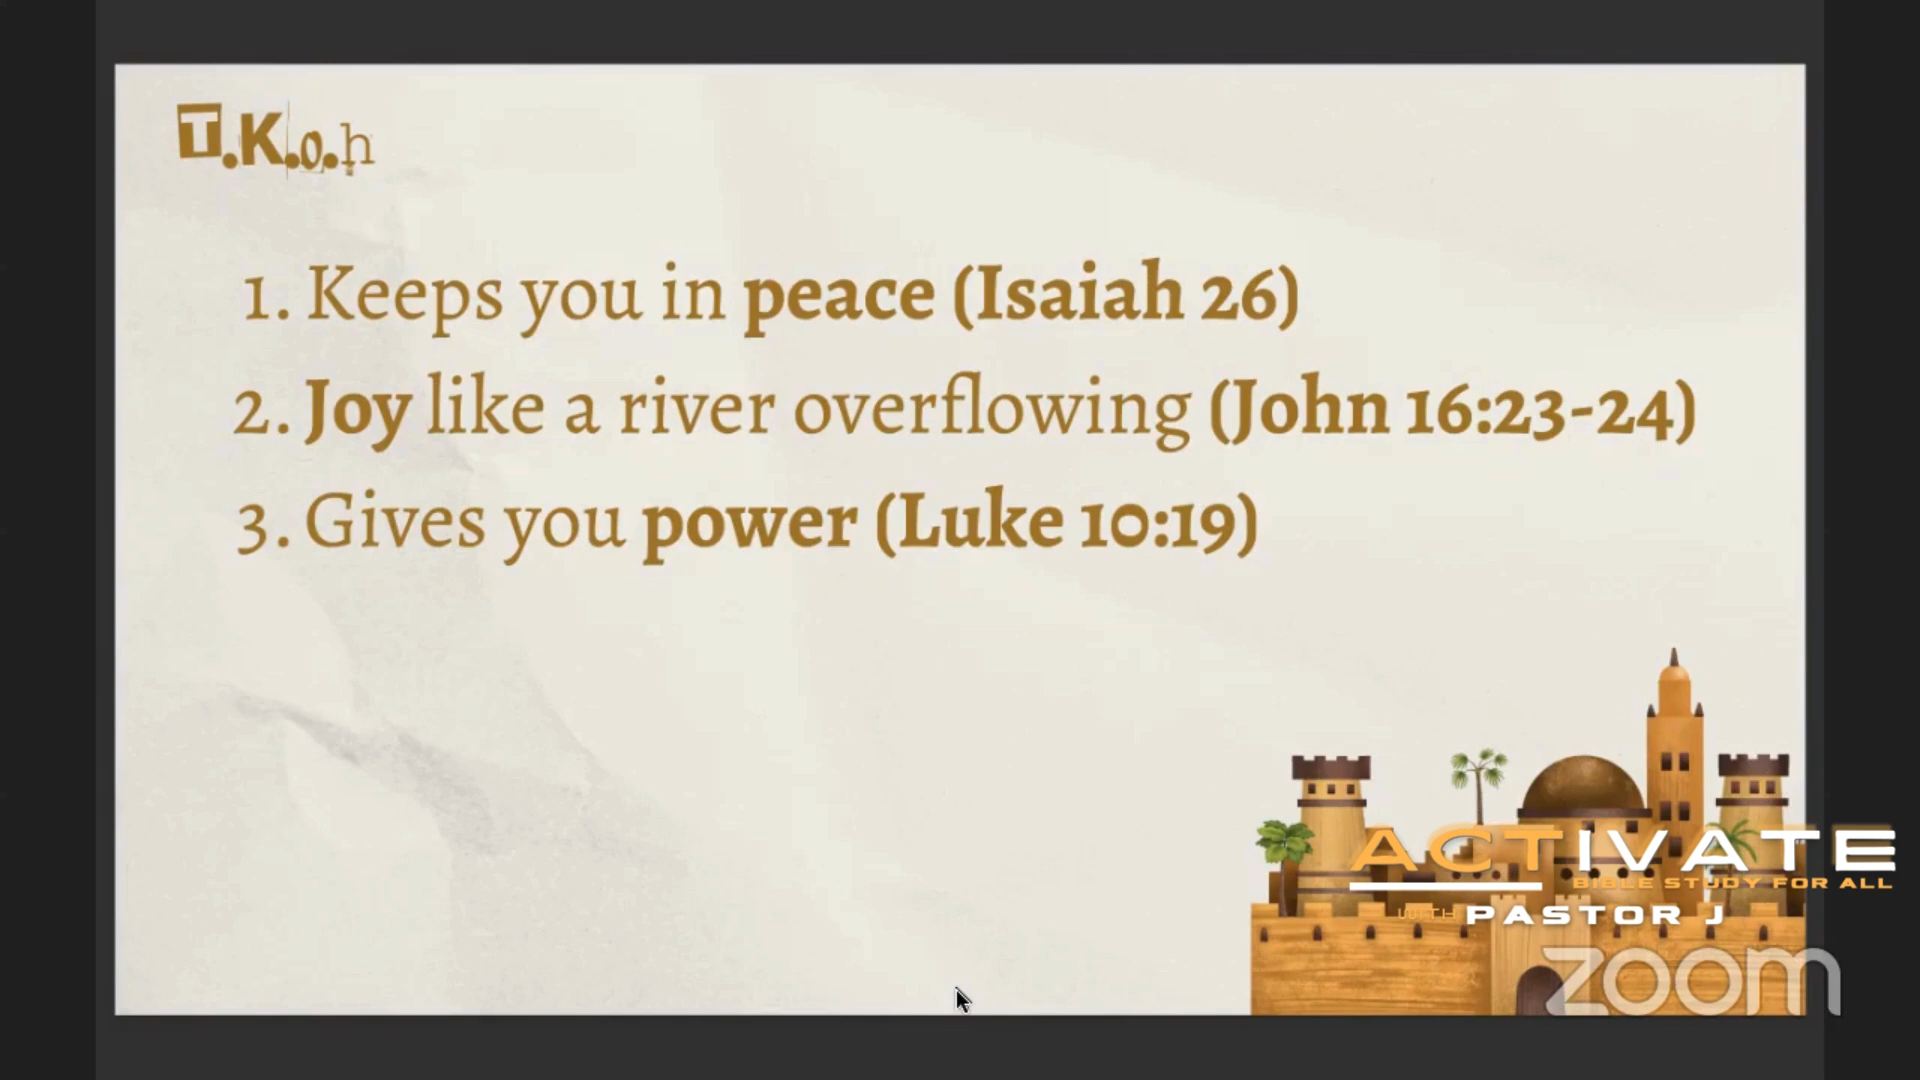 T.K.o.h
1. Keeps you in peace (Isaiah 26)
2. Joy like a river overflowing (John 16:23-24)
3. Gives you power (Luke 10:19)
ACTIVATE
BIBLE STUDY FOR ALL
WITH PASTOR J
zoom